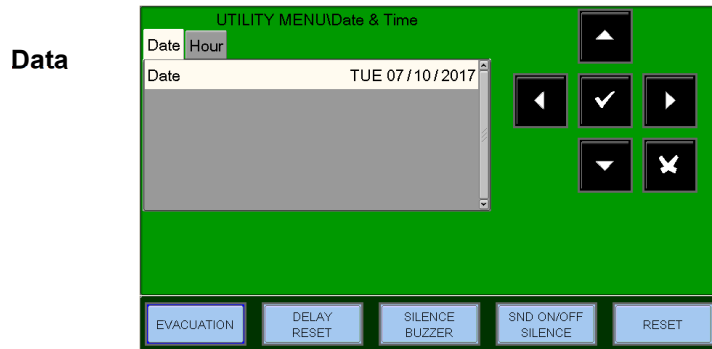 UTILITY MENU\Date & Time
Data
Date Hour
Date TUE 07/10/2017
EVACUATION
DELAY
RESET
SILENCE
BUZZER
SND ON/OFF
SILENCE
RESET